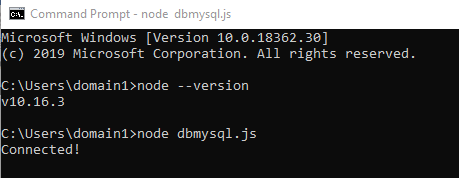 Command Prompt - node dbmysql.js
Microsoft Windows [Version 10.0.18362.30]
(c) 2019 Microsoft Corporation. All rights reserved.
C:\Users\domain1>node --version
v10.16.3
C:\Users\domain1>node dbmysql.js
Connected!